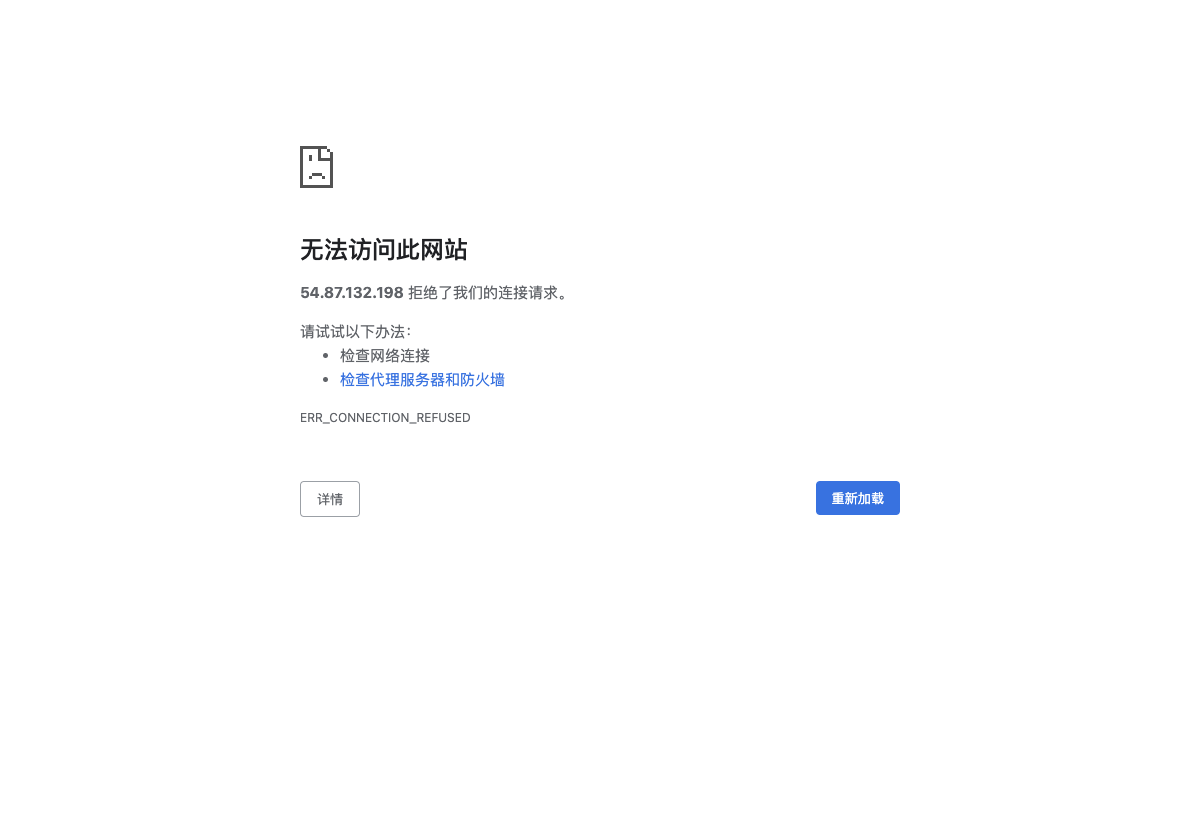 无法访问此网站
54.87.132.198 拒绝了我们的连接请求。
请试试以下办法：
检查网络连接
检查代理服务器和防火墙
ERR_CONNECTION_REFUSED
详情
重新加载